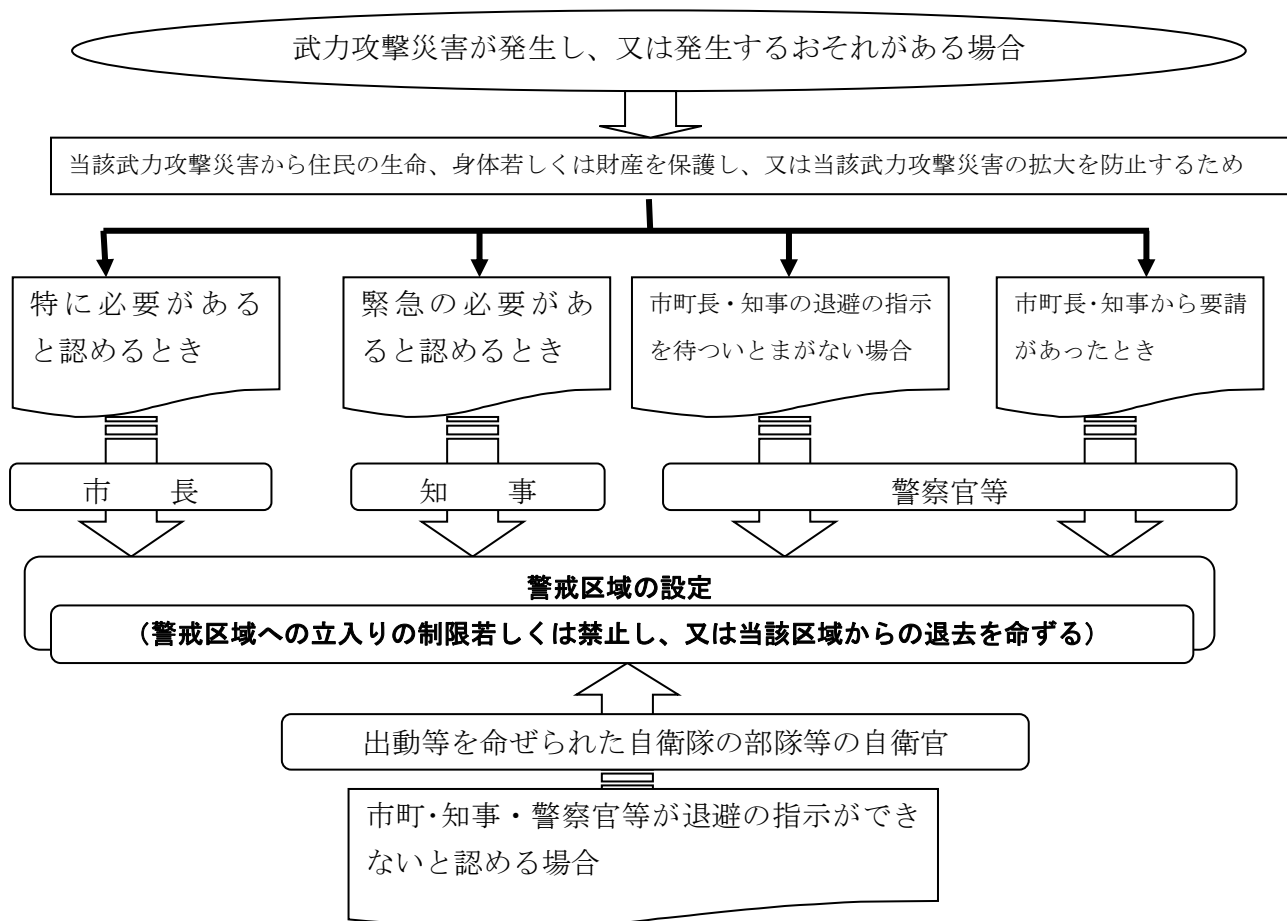 武力攻撃災害が発生し、又は発生するおそれがある場合
当該武力攻撃災害から住民の生命、身体若しくは財産を保護し、又は当該武力攻撃災害の拡大を防止するため
特に必要がある
と認めるとき
緊急の必要があ
ると認めるとき
市町長・知事の退避の指示
を待ついとまがない場合
市町長・知事から要請
があったとき
市　　長
知　　事
警察官等
警戒区域の設定
（警戒区域への立入りの制限若しくは禁止し、又は当該区域からの退去を命ずる）
出動等を命ぜられた自衛隊の部隊等の自衛官
市町・知事・警察官等が退避の指示ができ
ないと認める場合